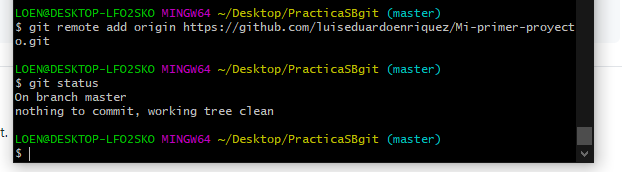 LOEN@DESKTOP-LFO2SKO MINGW64 ~/Desktop/PracticaSBgit (master)
$ git remote add origin https://github.com/luiseduardoenriquez/Mi-primer-proyect
o.git
LOEN@DESKTOP-LFO2SKO MINGW64 ~/Desktop/PracticaSBgit (master)
$ git status
On branch master
nothing to commit, working tree clean
t.
LOEN@DESKTOP-LFO2SKO MINGW64 ~/Desktop/PracticaSBgit (master)
$